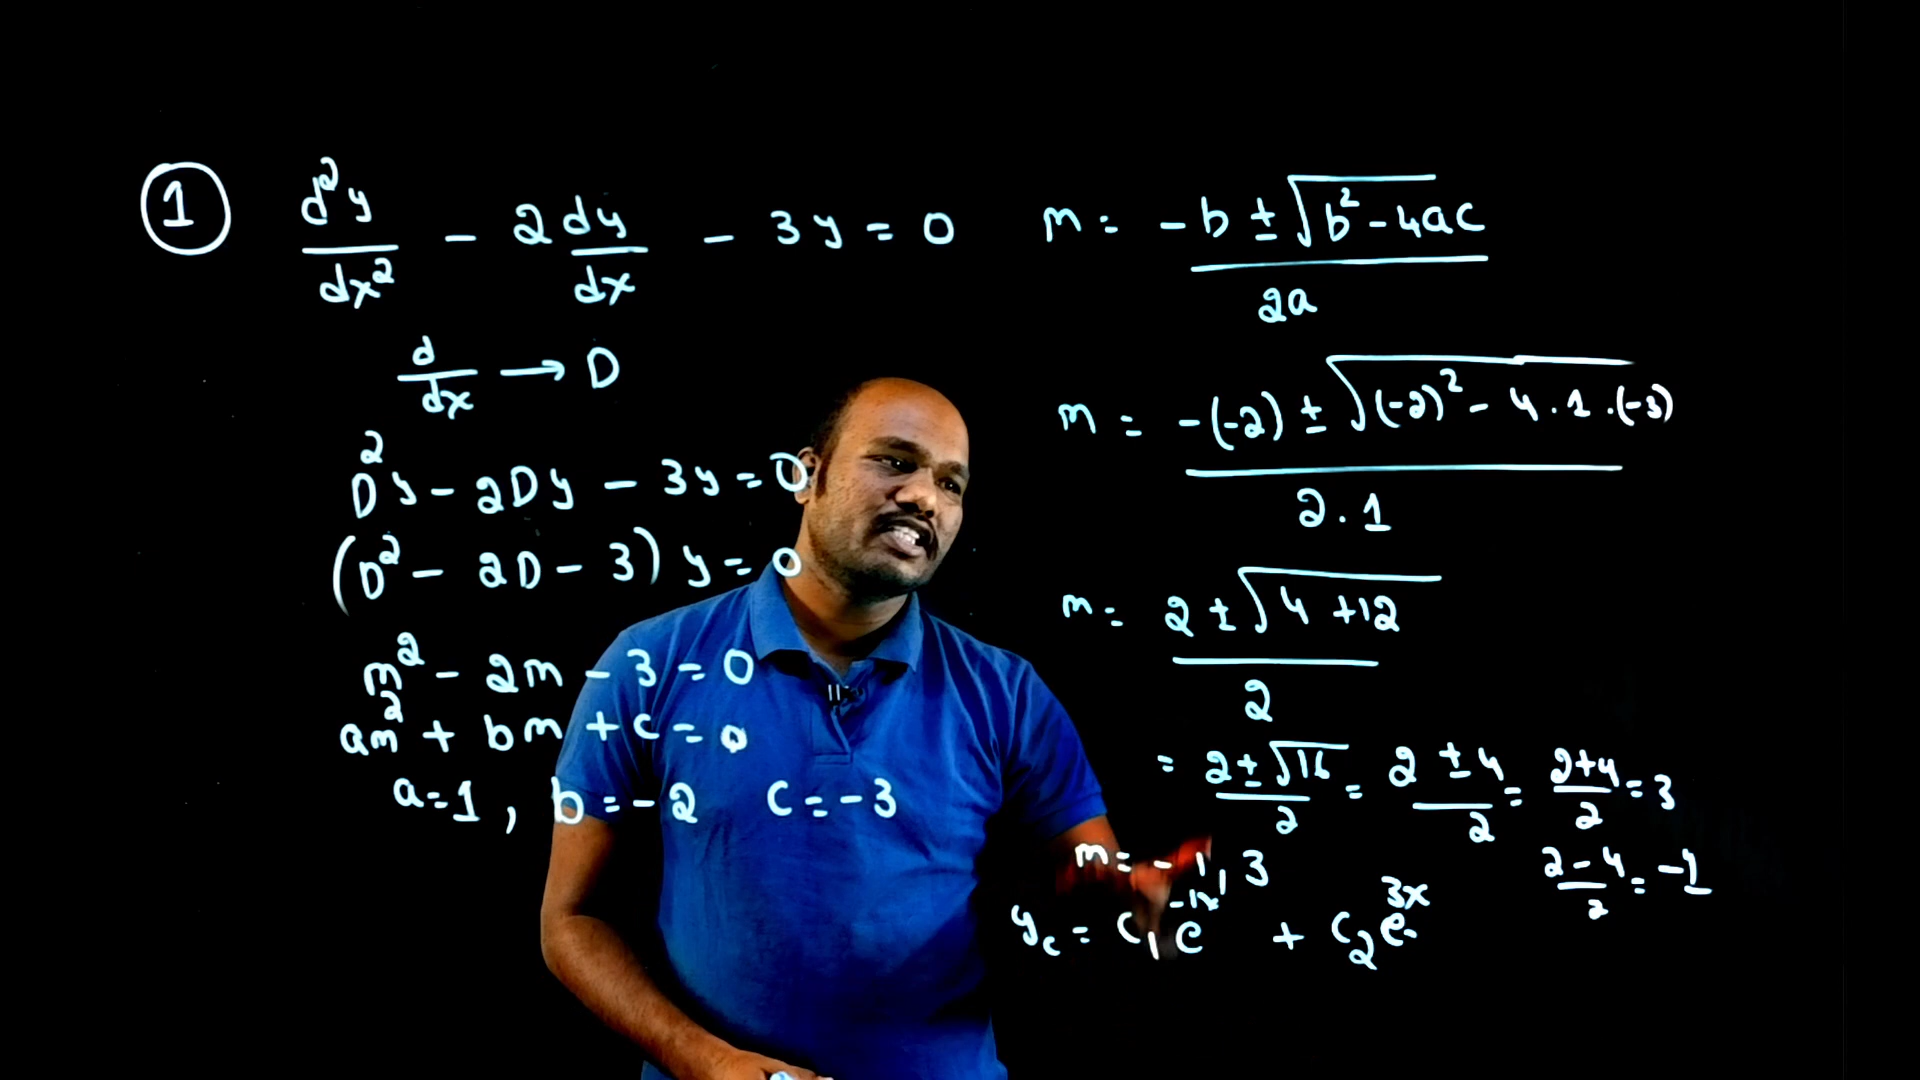 1 d²y/dx² - 2 dy/dx - 3y = 0
d/dx → D
D²y - 2Dy - 3y = 0
(D² - 2D - 3) y = 0
m² - 2m - 3 = 0
am² + bm + c = 0
a=1, b = -2 c = -3
m = -b ± √(b² - 4ac) / 2a
m = -(-2) ± √((-2)² - 4 . 1 . (-3)) / 2 . 1
m = 2 ± √(4 + 12) / 2
= 2 ± √16 / 2 = 2 ± 4 / 2 = 2+4 / 2 = 3
2 - 4 / 2 = -1
m = -1, 3
y_c = c₁ e^(-1x) + c₂ e^(3x)